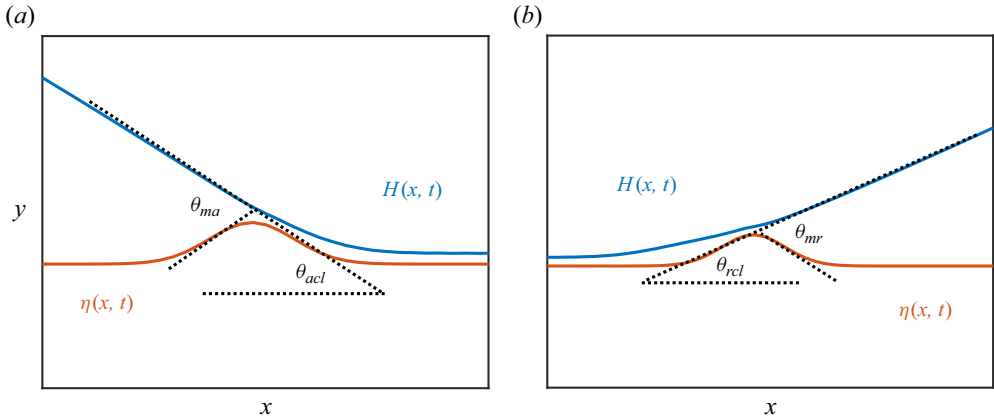 (a)
(b)
y
H(x, t)
θma
θacl
η(x, t)
x
H(x, t)
θmr
θrcl
η(x, t)
x